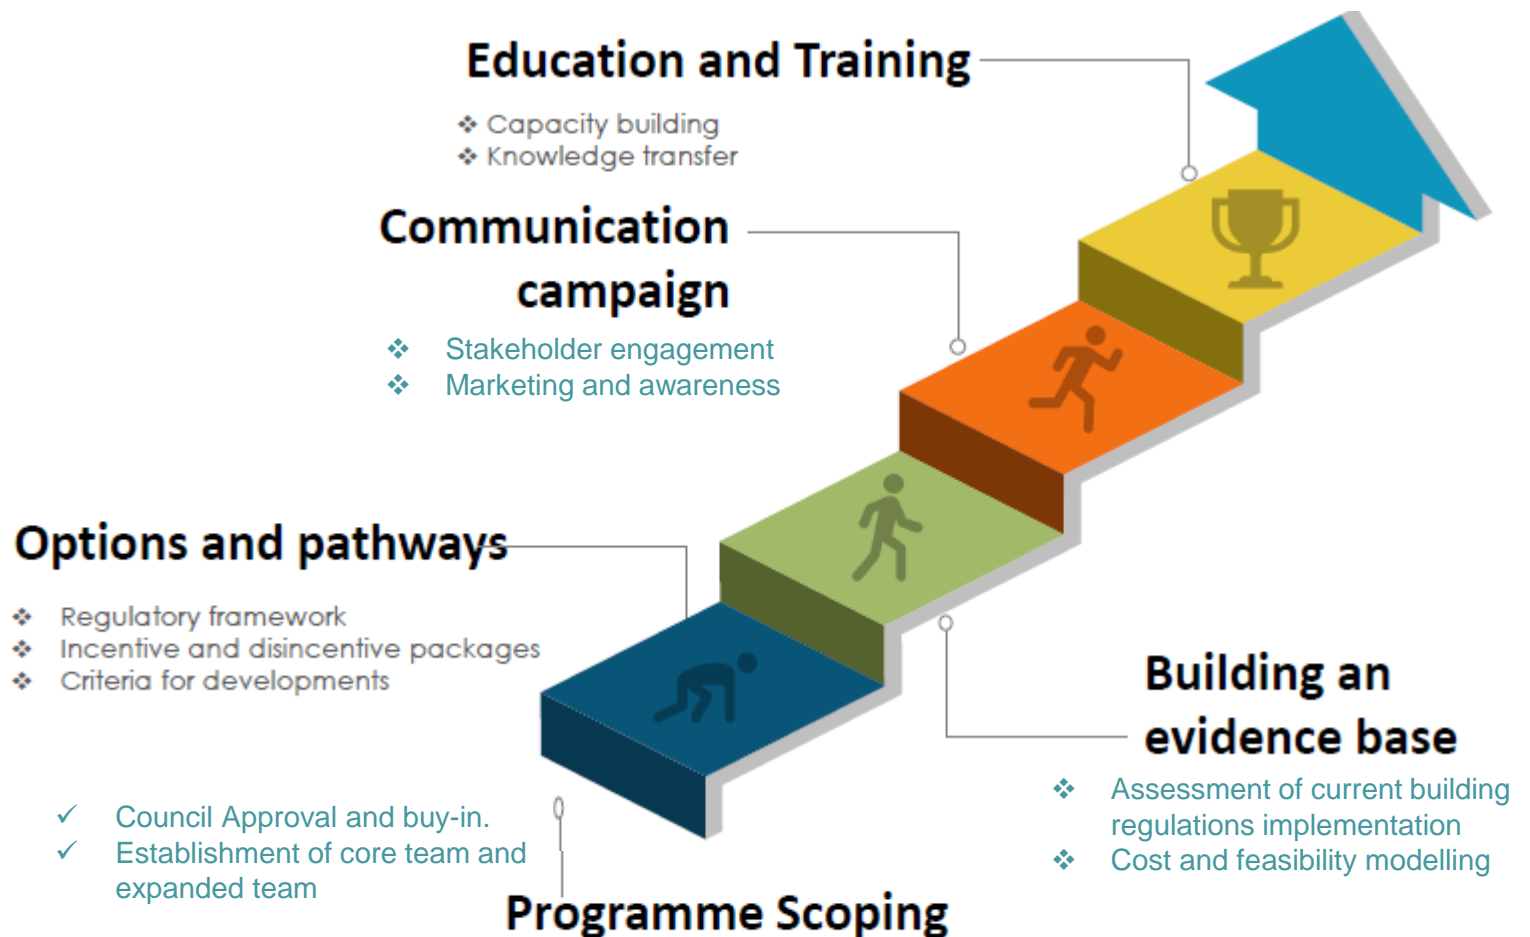 Education and Training
❖ Capacity building
❖ Knowledge transfer
Communication
campaign
❖ Stakeholder engagement
❖ Marketing and awareness
Options and pathways
❖ Regulatory framework
❖ Incentive and disincentive packages
❖ Criteria for developments
Building an
evidence base
❖ Assessment of current building
regulations implementation
❖ Cost and feasibility modelling
✓ Council Approval and buy-in.
✓ Establishment of core team and
expanded team
Programme Scoping